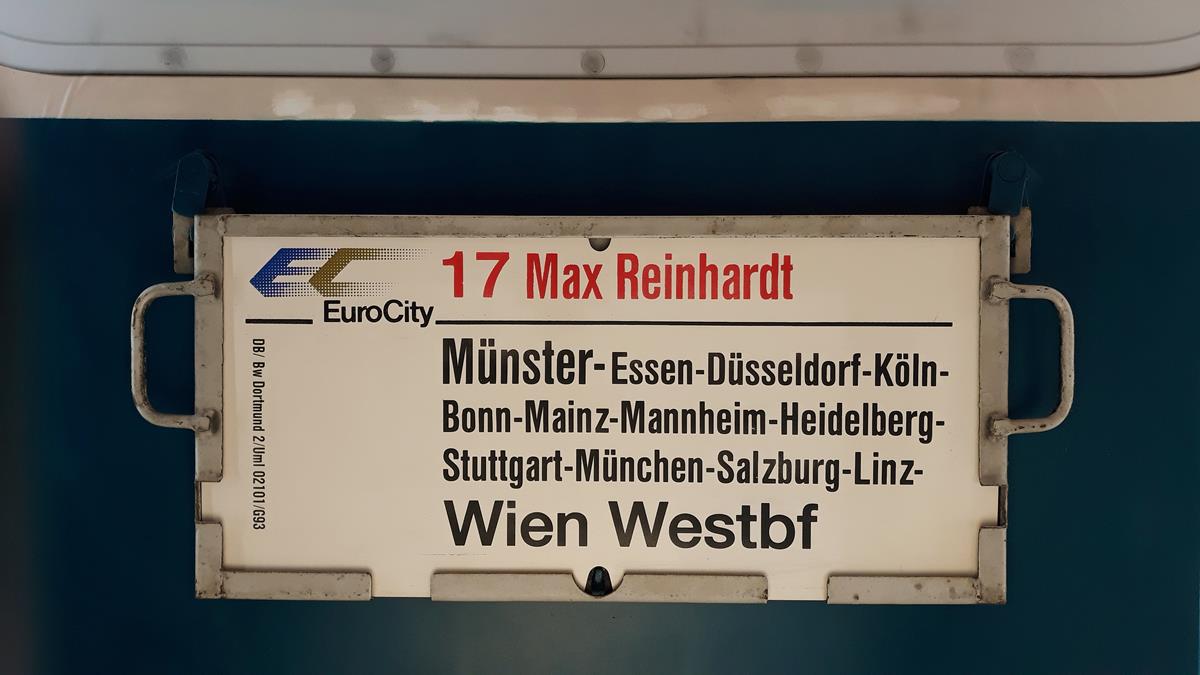 EC 17 Max Reinhardt
EuroCity
Münster-Essen-Düsseldorf-Köln-
Bonn-Mainz-Mannheim-Heidelberg-
Stuttgart-München-Salzburg-Linz-
Wien Westbf
DB/ Bw Dortmund 2/Uml 02101/G93